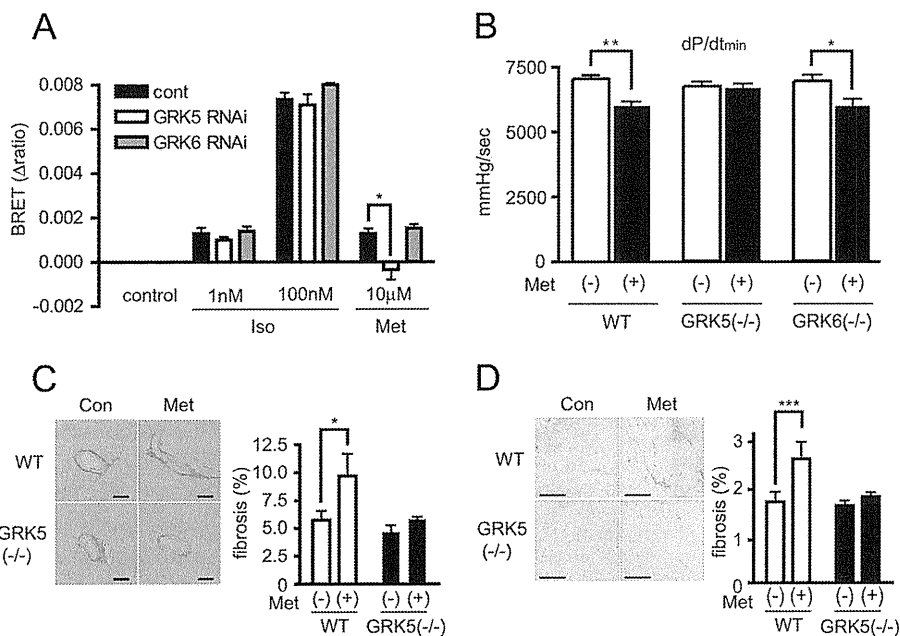 A
BRET (Δratio)
0.008
0.006
0.004
0.002
0.000
-0.002
cont
GRK5 RNAi
GRK6 RNAi
*
control
1nM
100nM
10µM
Iso
Met
B
dP/dtmin
mmHg/sec
7500
5000
2500
0
**
*
Met
(-)
(+)
(-)
(+)
(-)
(+)
WT
GRK5(-/-)
GRK6(-/-)
C
Con
Met
WT
GRK5
(-/-)
fibrosis (%)
12.5
10.0
7.5
5.0
2.5
0
*
Met
(-)
(+)
(-)
(+)
WT
GRK5(-/-)
D
Con
Met
WT
GRK5
(-/-)
fibrosis (%)
3
2
1
0
***
Met
(-)
(+)
(-)
(+)
WT
GRK5(-/-)